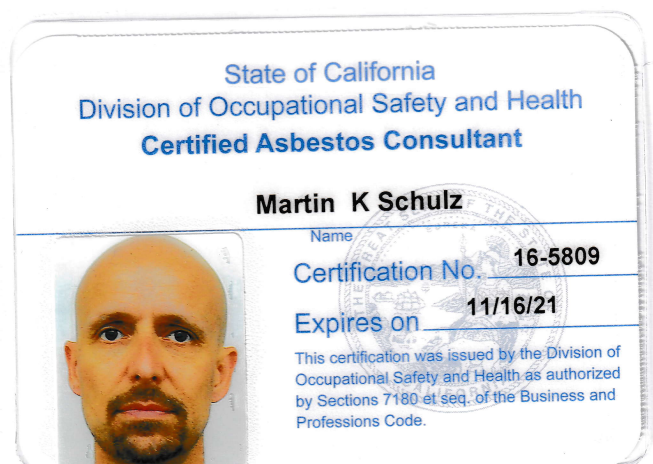 State of California
Division of Occupational Safety and Health
Certified Asbestos Consultant
Martin K Schulz
Name
Certification No. 16-5809
Expires on 11/16/21
This certification was issued by the Division of
Occupational Safety and Health as authorized
by Sections 7180 et seq. of the Business and
Professions Code.